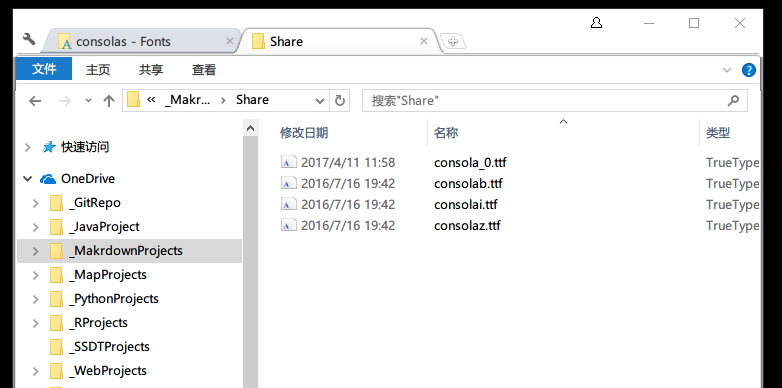 consolas - Fonts
Share
文件 主页 共享 查看
« _Makr... › Share
搜索"Share"
修改日期 名称 类型
快速访问
OneDrive
_GitRepo
_JavaProject
_MakrdownProjects
_MapProjects
_PythonProjects
_RProjects
_SSDTProjects
_WebProjects
2017/4/11 11:58 consola_0.ttf TrueType
2016/7/16 19:42 consolab.ttf TrueType
2016/7/16 19:42 consolai.ttf TrueType
2016/7/16 19:42 consolaz.ttf TrueType